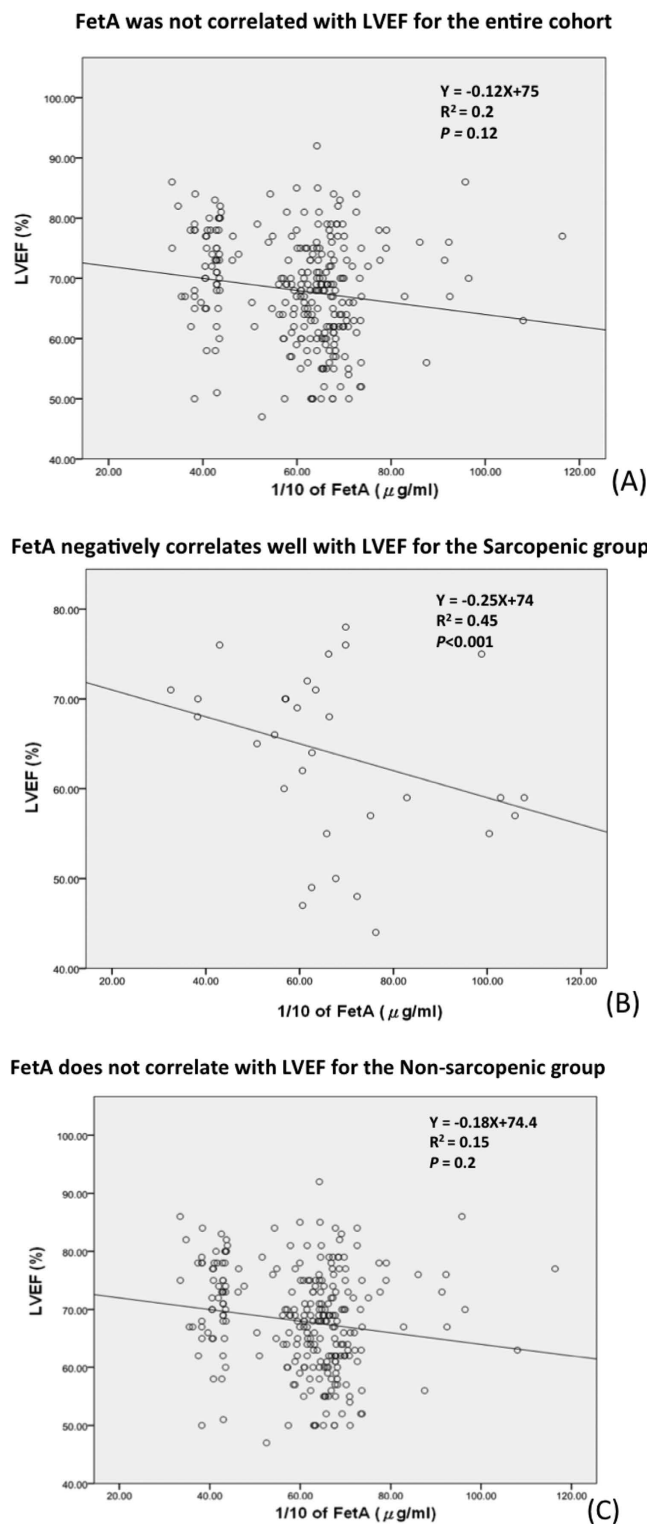 FetA was not correlated with LVEF for the entire cohort
Y = -0.12X+75
R² = 0.2
P = 0.12
100.00
90.00
80.00
70.00
60.00
50.00
40.00
LVEF (%)
20.00 40.00 60.00 80.00 100.00 120.00
1/10 of FetA (μg/ml)
(A)
FetA negatively correlates well with LVEF for the Sarcopenic group
Y = -0.25X+74
R² = 0.45
P<0.001
80.00
70.00
60.00
50.00
40.00
LVEF (%)
20.00 40.00 60.00 80.00 100.00 120.00
1/10 of FetA (μg/ml)
(B)
FetA does not correlate with LVEF for the Non-sarcopenic group
Y = -0.18X+74.4
R² = 0.15
P = 0.2
100.00
90.00
80.00
70.00
60.00
50.00
40.00
LVEF (%)
20.00 40.00 60.00 80.00 100.00 120.00
1/10 of FetA (μg/ml)
(C)